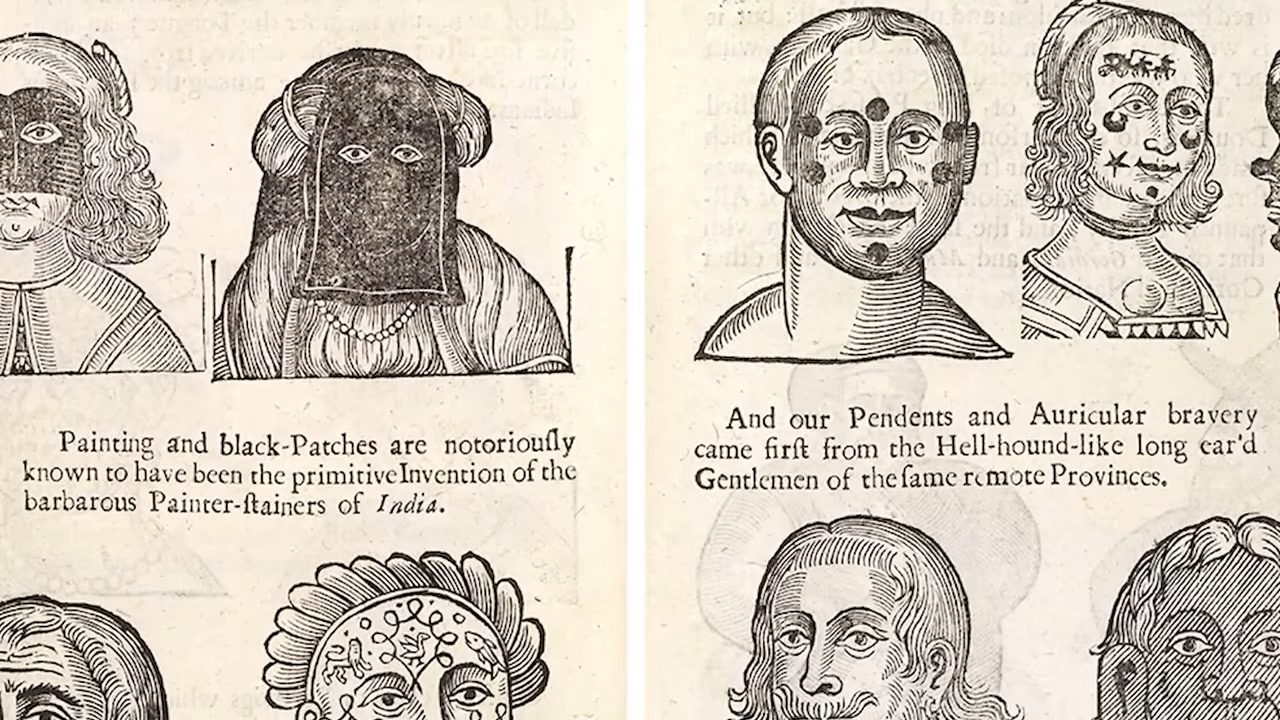 Painting and black-Patches are notoriouſly
known to have been the primitive Invention of the
barbarous Painter-ſtainers of India.
And our Pendents and Auricular bravery
came firſt from the Hell-hound-like long ear'd
Gentlemen of the ſame remote Provinces.